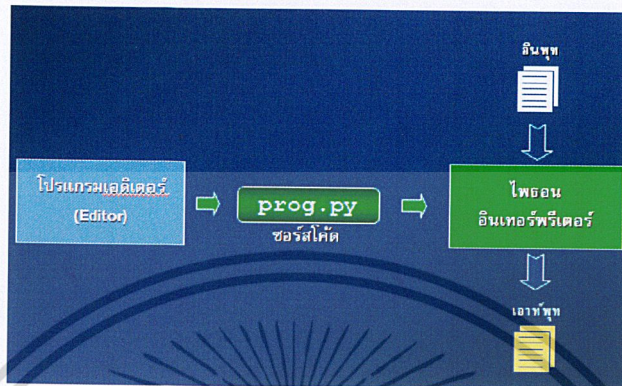 อินพุท
โปรแกรมเอดิเตอร์
(Editor)
prog.py
ซอร์สโค้ด
ไพธอน
อินเทอร์พรีเตอร์
เอาท์พุท